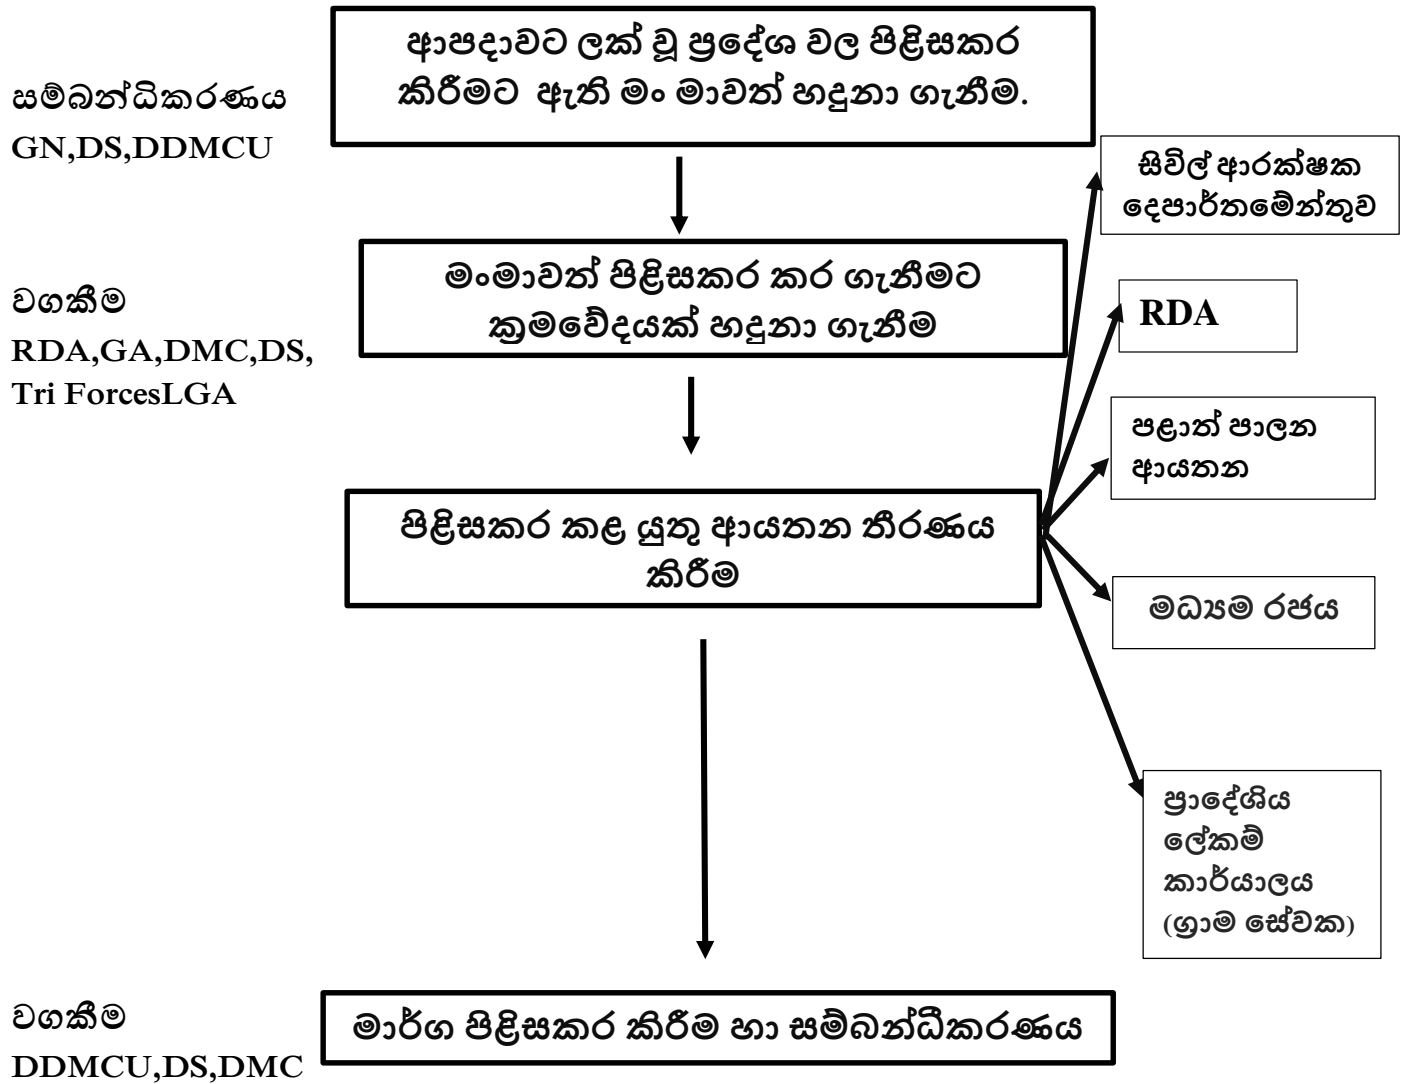 ආපදාවට ලක් වූ ප්‍රදේශ වල පිළිසකර
කිරීමට ඇති මං මාවත් හදුනා ගැනීම.
සම්බන්ධිකරණය
GN,DS,DDMCU
සිවිල් ආරක්ෂක
දෙපාර්තමේන්තුව
මංමාවත් පිළිසකර කර ගැනීමට
ක්‍රමවේදයක් හදුනා ගැනීම
වගකීම
RDA,GA,DMC,DS,
Tri ForcesLGA
RDA
පළාත් පාලන
ආයතන
පිළිසකර කළ යුතු ආයතන තීරණය
කිරීම
මධ්‍යම රජය
ප්‍රාදේශිය
ලේකම්
කාර්යාලය
(ග්‍රාම සේවක)
වගකීම
DDMCU,DS,DMC
මාර්ග පිළිසකර කිරීම හා සම්බන්ධීකරණය